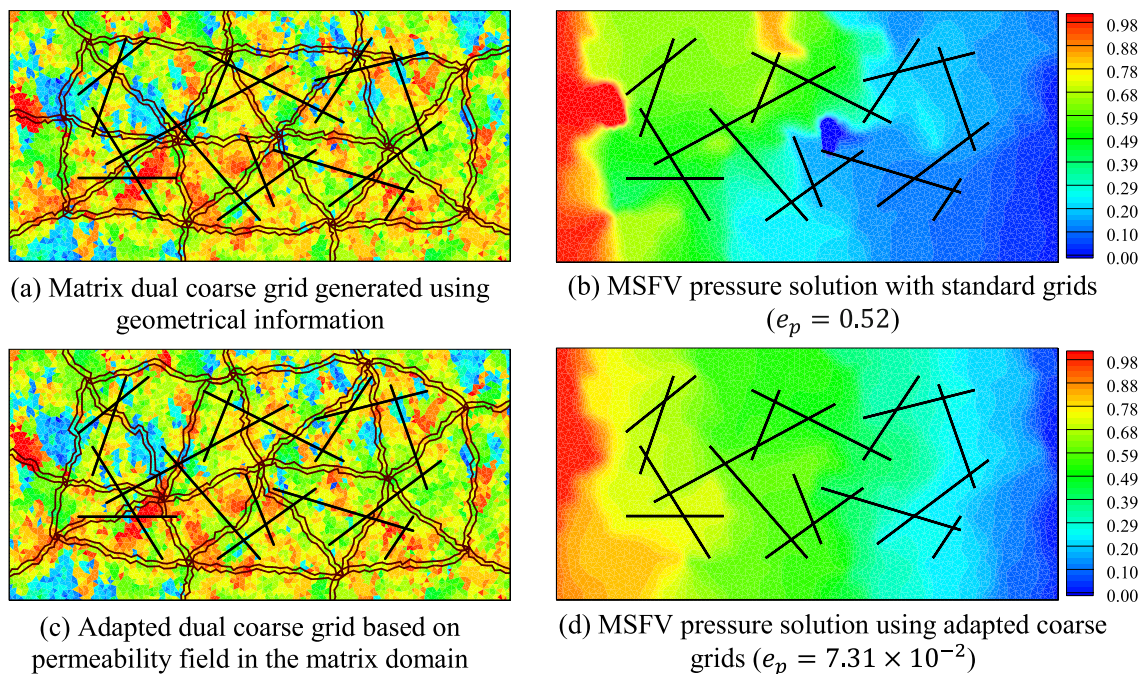 0.98
0.88
0.78
0.69
0.59
0.49
0.39
0.29
0.20
0.10
0.00
(a) Matrix dual coarse grid generated using
geometrical information
(b) MSFV pressure solution with standard grids
(𝑒𝑝 = 0.52)
0.98
0.88
0.78
0.69
0.59
0.49
0.39
0.29
0.20
0.10
0.00
(c) Adapted dual coarse grid based on
permeability field in the matrix domain
(d) MSFV pressure solution using adapted coarse
grids (𝑒𝑝 = 7.31 × 10⁻²)